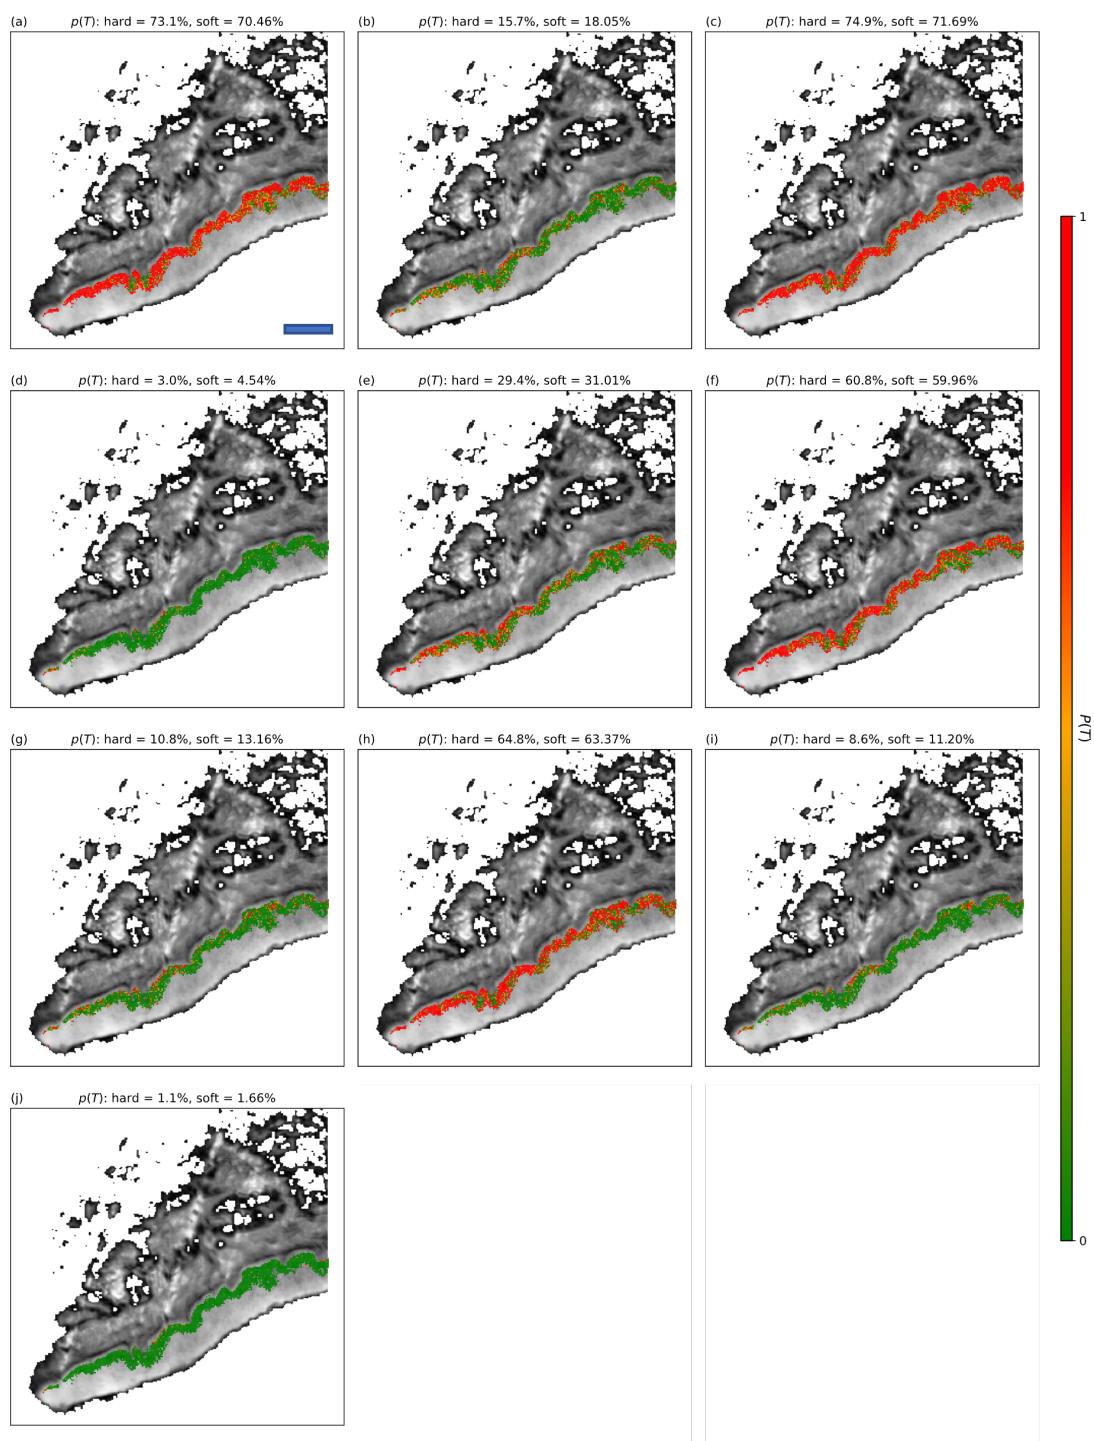 (a) p(T): hard = 73.1%, soft = 70.46%
(b) p(T): hard = 15.7%, soft = 18.05%
(c) p(T): hard = 74.9%, soft = 71.69%
1
(d) p(T): hard = 3.0%, soft = 4.54%
(e) p(T): hard = 29.4%, soft = 31.01%
(f) p(T): hard = 60.8%, soft = 59.96%
P(T)
(g) p(T): hard = 10.8%, soft = 13.16%
(h) p(T): hard = 64.8%, soft = 63.37%
(i) p(T): hard = 8.6%, soft = 11.20%
(j) p(T): hard = 1.1%, soft = 1.66%
0